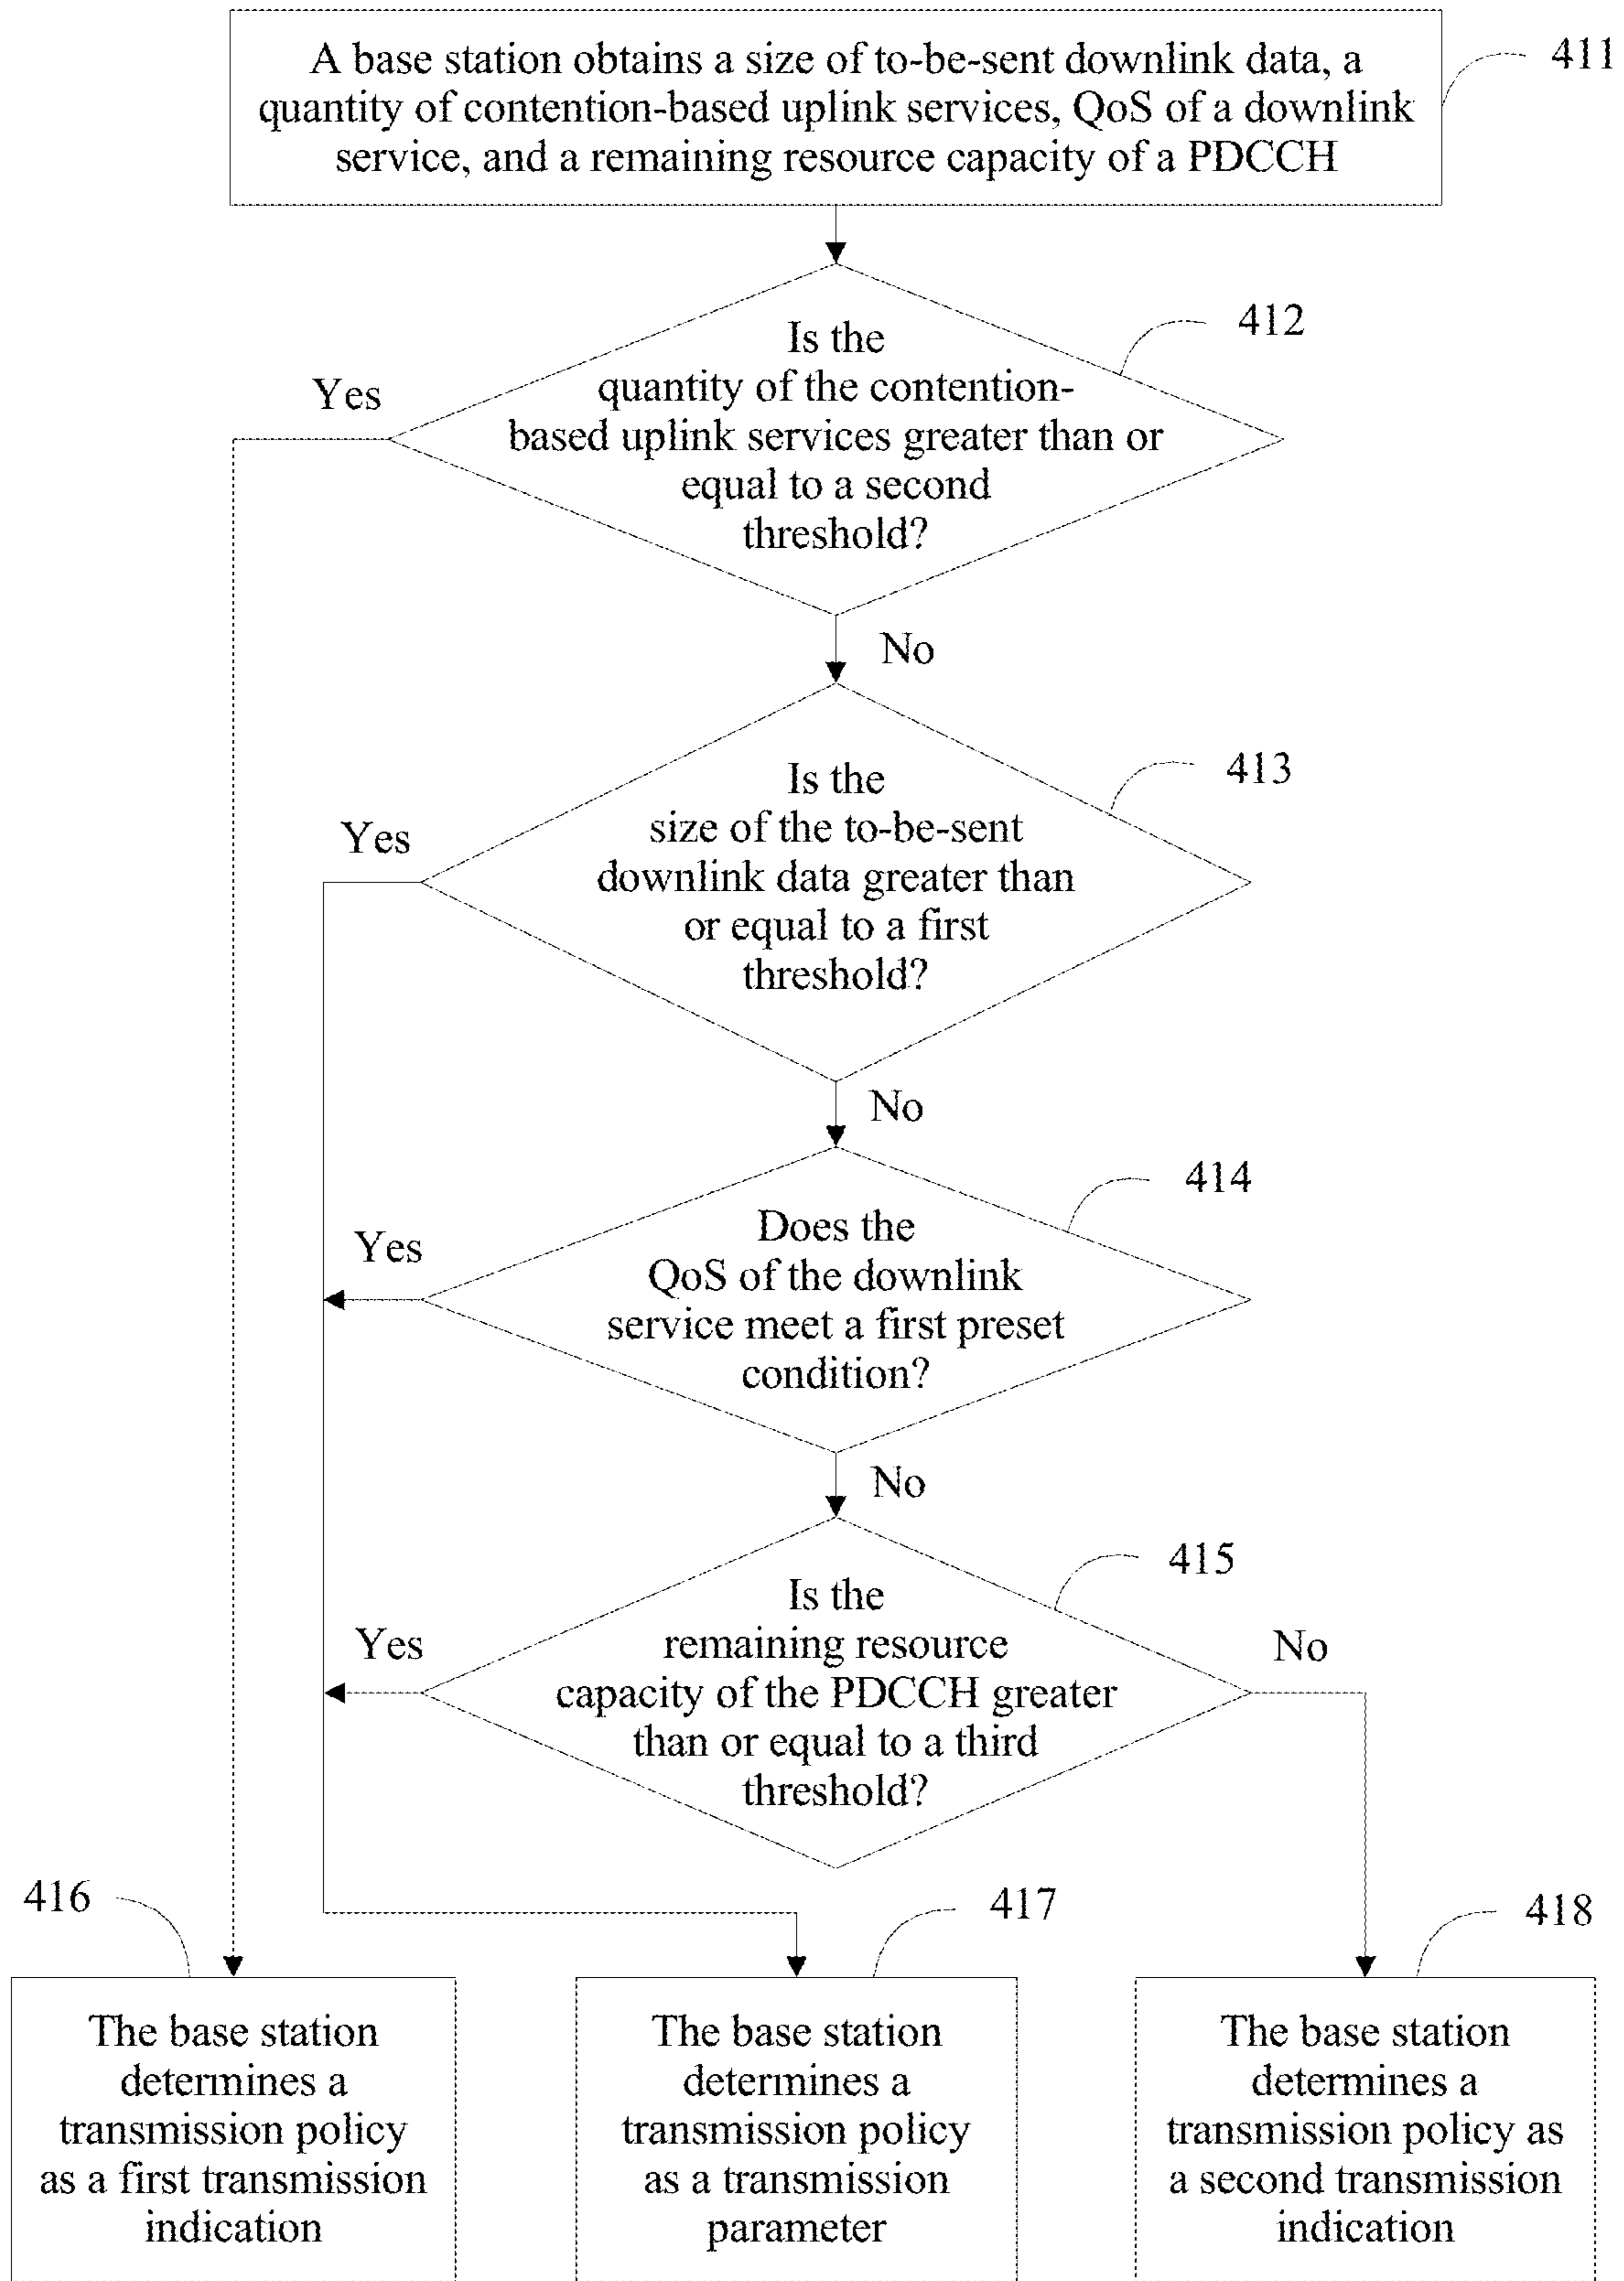 A base station obtains a size of to-be-sent downlink data, a
quantity of contention-based uplink services, QoS of a downlink
service, and a remaining resource capacity of a PDCCH
411
Is the
quantity of the contention-
based uplink services greater than or
equal to a second
threshold?
412
Yes
No
Is the
size of the to-be-sent
downlink data greater than
or equal to a first
threshold?
413
Yes
No
Does the
QoS of the downlink
service meet a first preset
condition?
414
Yes
No
Is the
remaining resource
capacity of the PDCCH greater
than or equal to a third
threshold?
415
Yes
No
416
The base station
determines a
transmission policy
as a first transmission
indication
417
The base station
determines a
transmission policy
as a transmission
parameter
418
The base station
determines a
transmission policy as
a second transmission
indication